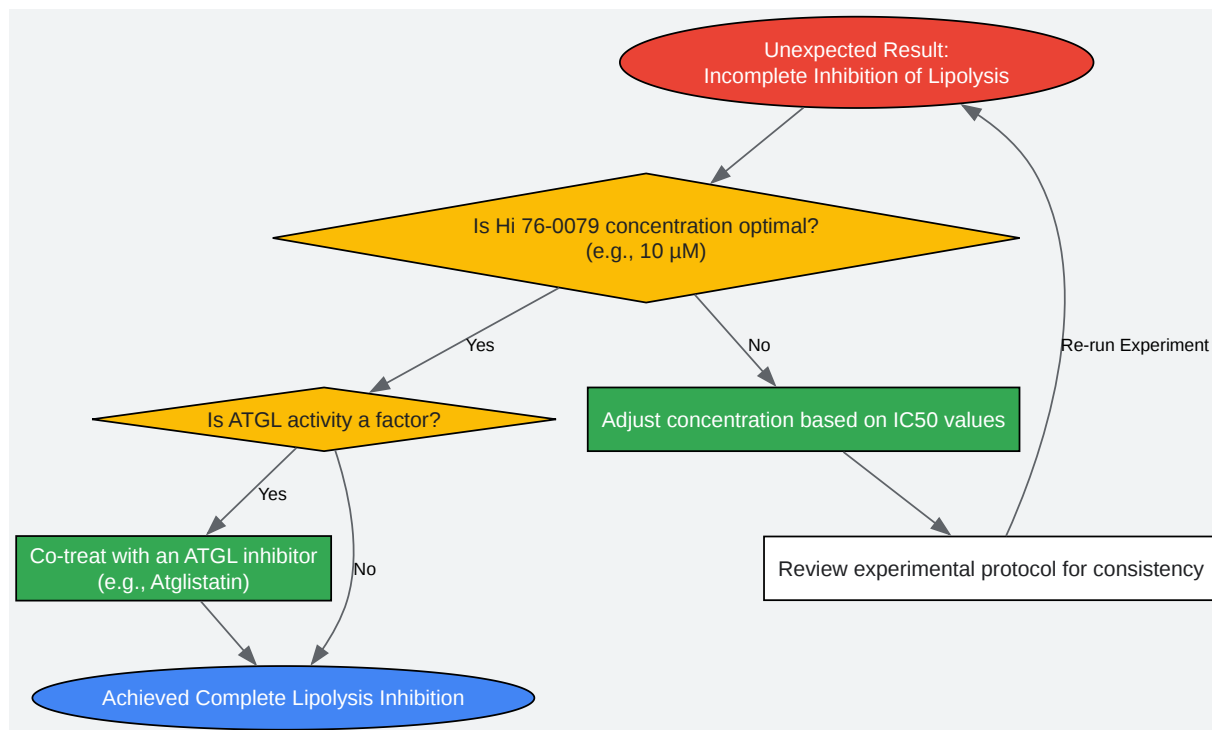 Unexpected Result:
Incomplete Inhibition of Lipolysis
Is Hi 76-0079 concentration optimal?
(e.g., 10 µM)
Yes
No
Re-run Experiment
Is ATGL activity a factor?
Adjust concentration based on IC50 values
Yes
Co-treat with an ATGL inhibitor
(e.g., Atglistatin)
No
Review experimental protocol for consistency
Achieved Complete Lipolysis Inhibition